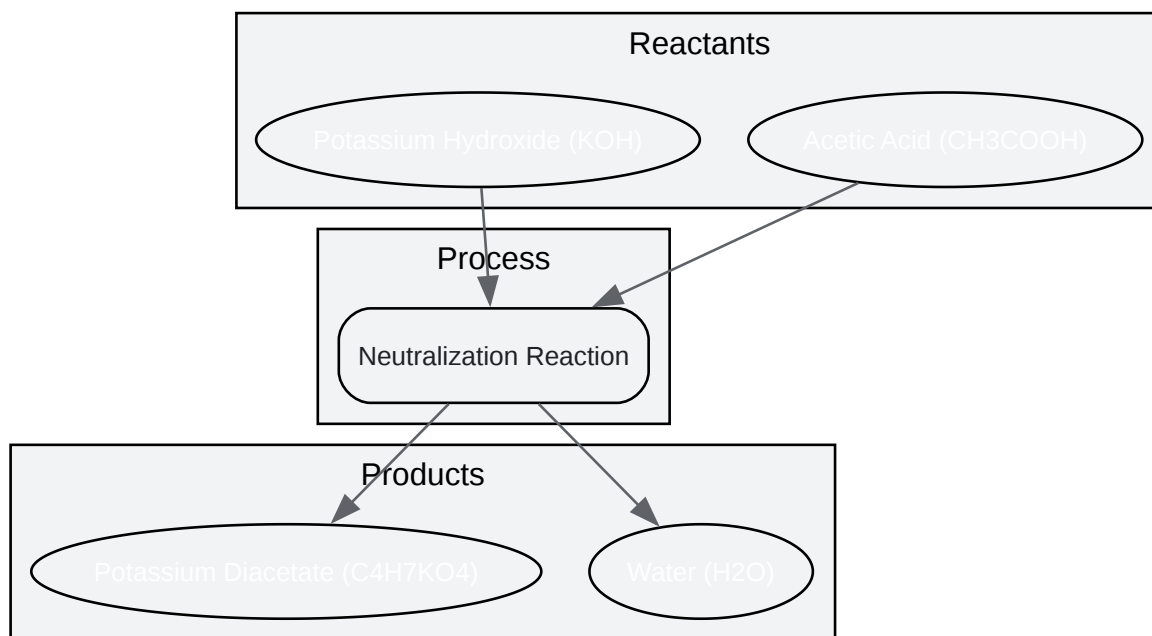 Reactants
Potassium Hydroxide (KOH)
Acetic Acid (CH3COOH)
Process
Neutralization Reaction
Products
Potassium Diacetate (C4H7KO4)
Water (H2O)